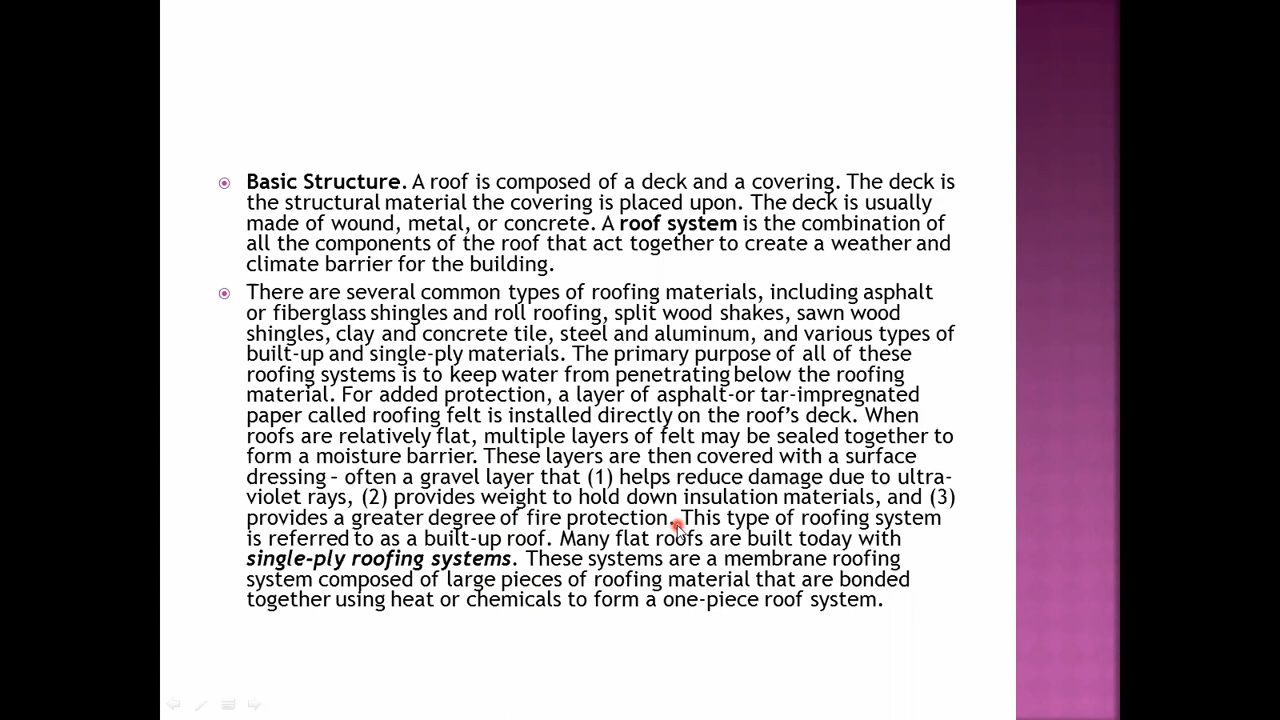 Basic Structure. A roof is composed of a deck and a covering. The deck is
the structural material the covering is placed upon. The deck is usually
made of wound, metal, or concrete. A roof system is the combination of
all the components of the roof that act together to create a weather and
climate barrier for the building.
There are several common types of roofing materials, including asphalt
or fiberglass shingles and roll roofing, split wood shakes, sawn wood
shingles, clay and concrete tile, steel and aluminum, and various types of
built-up and single-ply materials. The primary purpose of all of these
roofing systems is to keep water from penetrating below the roofing
material. For added protection, a layer of asphalt-or tar-impregnated
paper called roofing felt is installed directly on the roof’s deck. When
roofs are relatively flat, multiple layers of felt may be sealed together to
form a moisture barrier. These layers are then covered with a surface
dressing – often a gravel layer that (1) helps reduce damage due to ultra-
violet rays, (2) provides weight to hold down insulation materials, and (3)
provides a greater degree of fire protection. This type of roofing system
is referred to as a built-up roof. Many flat roofs are built today with
single-ply roofing systems. These systems are a membrane roofing
system composed of large pieces of roofing material that are bonded
together using heat or chemicals to form a one-piece roof system.